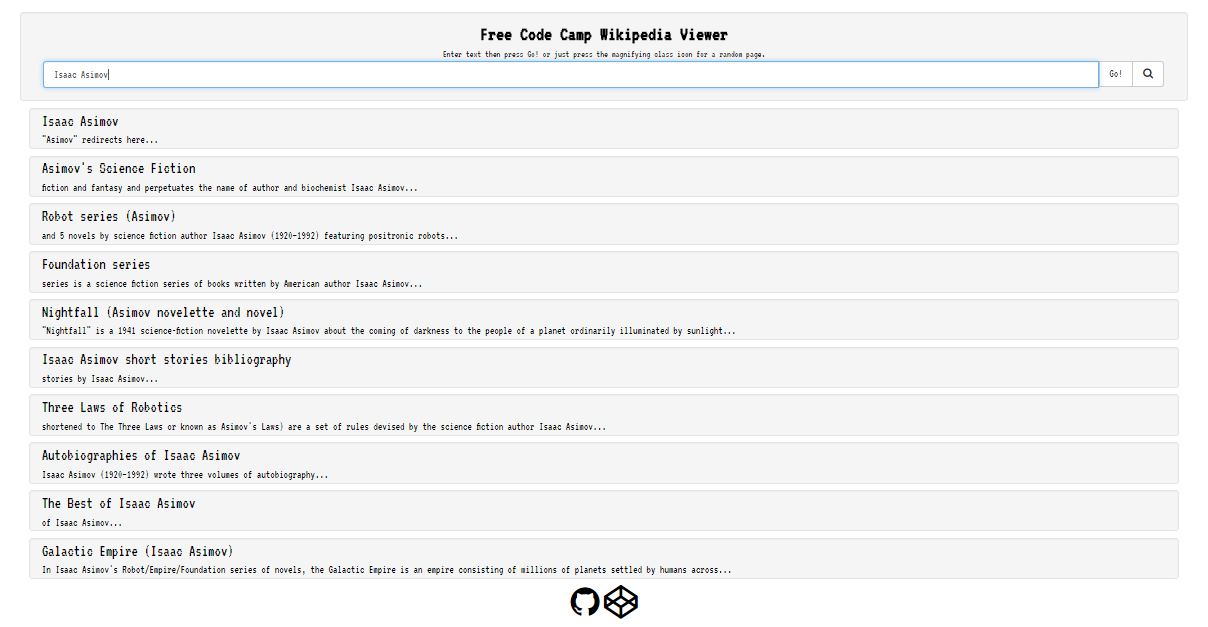 Free Code Camp Wikipedia Viewer
Enter text then press Go! or just press the magnifying glass icon for a random page.
Isaac Asimov
Go!
Isaac Asimov
"Asimov" redirects here...
Asimov's Science Fiction
fiction and fantasy and perpetuates the name of author and biochemist Isaac Asimov...
Robot series (Asimov)
and 5 novels by science fiction author Isaac Asimov (1920–1992) featuring positronic robots...
Foundation series
series is a science fiction series of books written by American author Isaac Asimov...
Nightfall (Asimov novelette and novel)
"Nightfall" is a 1941 science-fiction novelette by Isaac Asimov about the coming of darkness to the people of a planet ordinarily illuminated by sunlight...
Isaac Asimov short stories bibliography
stories by Isaac Asimov...
Three Laws of Robotics
shortened to The Three Laws or known as Asimov's Laws) are a set of rules devised by the science fiction author Isaac Asimov...
Autobiographies of Isaac Asimov
Isaac Asimov (1920–1992) wrote three volumes of autobiography...
The Best of Isaac Asimov
of Isaac Asimov...
Galactic Empire (Isaac Asimov)
In Isaac Asimov's Robot/Empire/Foundation series of novels, the Galactic Empire is an empire consisting of millions of planets settled by humans across...